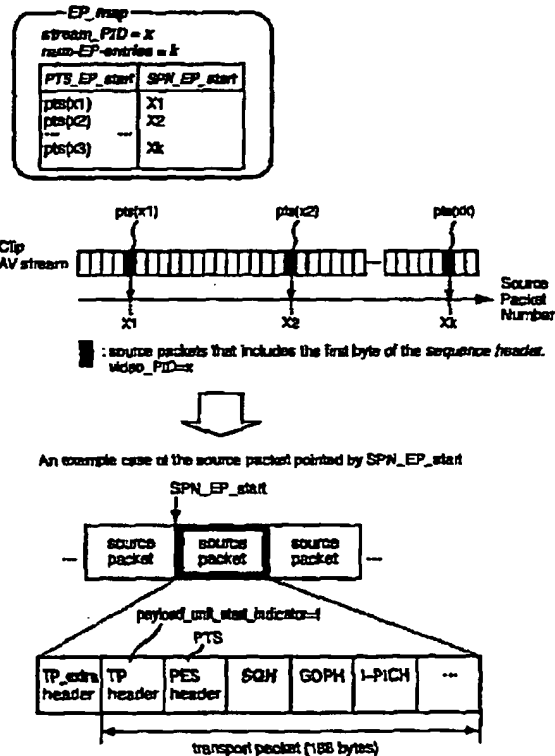 EP_map
stream_PID = x
num-EP-entries = k
PTS_EP_start SPN_EP_start
pts(x1) X1
pts(x2) X2
... ...
pts(x3) Xk
pts(x1) pts(x2) pts(xk)
Clip
AV stream
Source
Packet
Number
X1 X2 Xk
: source packets that includes the first byte of the sequence header.
video_PID=x
An example case of the source packet pointed by SPN_EP_start
SPN_EP_start
... source packet source packet source packet ...
payload_unit_start_indicator=1
PTS
TP_extra header TP header PES header SQH GOPH I-PICH ...
transport packet (188 bytes)